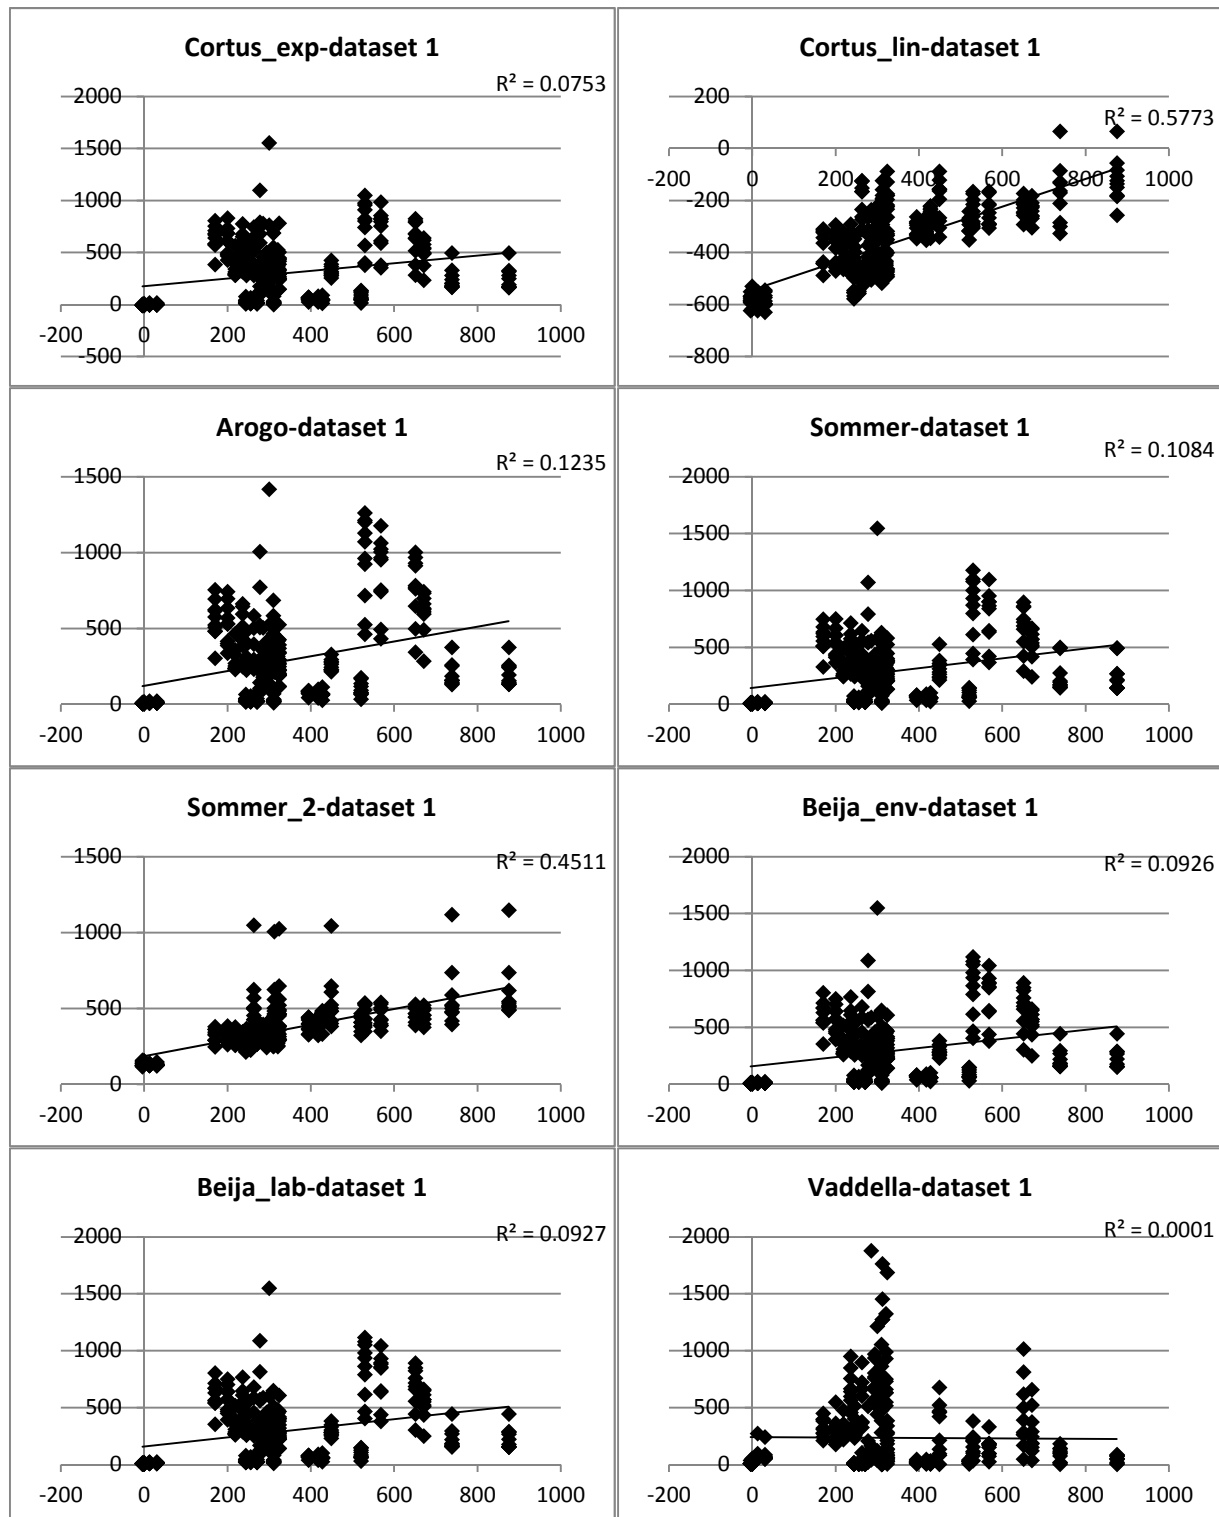 Cortus_exp-dataset 1
R² = 0.0753
2000
1500
1000
500
0
-500
-200 0 200 400 600 800 1000
Cortus_lin-dataset 1
R² = 0.5773
200
0
-200
-400
-600
-800
-200 0 200 400 600 800 1000
Arogo-dataset 1
R² = 0.1235
1500
1000
500
0
-200 0 200 400 600 800 1000
Sommer-dataset 1
R² = 0.1084
2000
1500
1000
500
0
-200 0 200 400 600 800 1000
Sommer_2-dataset 1
R² = 0.4511
1500
1000
500
0
-200 0 200 400 600 800 1000
Beija_env-dataset 1
R² = 0.0926
2000
1500
1000
500
0
-200 0 200 400 600 800 1000
Beija_lab-dataset 1
R² = 0.0927
2000
1500
1000
500
0
-200 0 200 400 600 800 1000
Vaddella-dataset 1
R² = 0.0001
2000
1500
1000
500
0
-200 0 200 400 600 800 1000